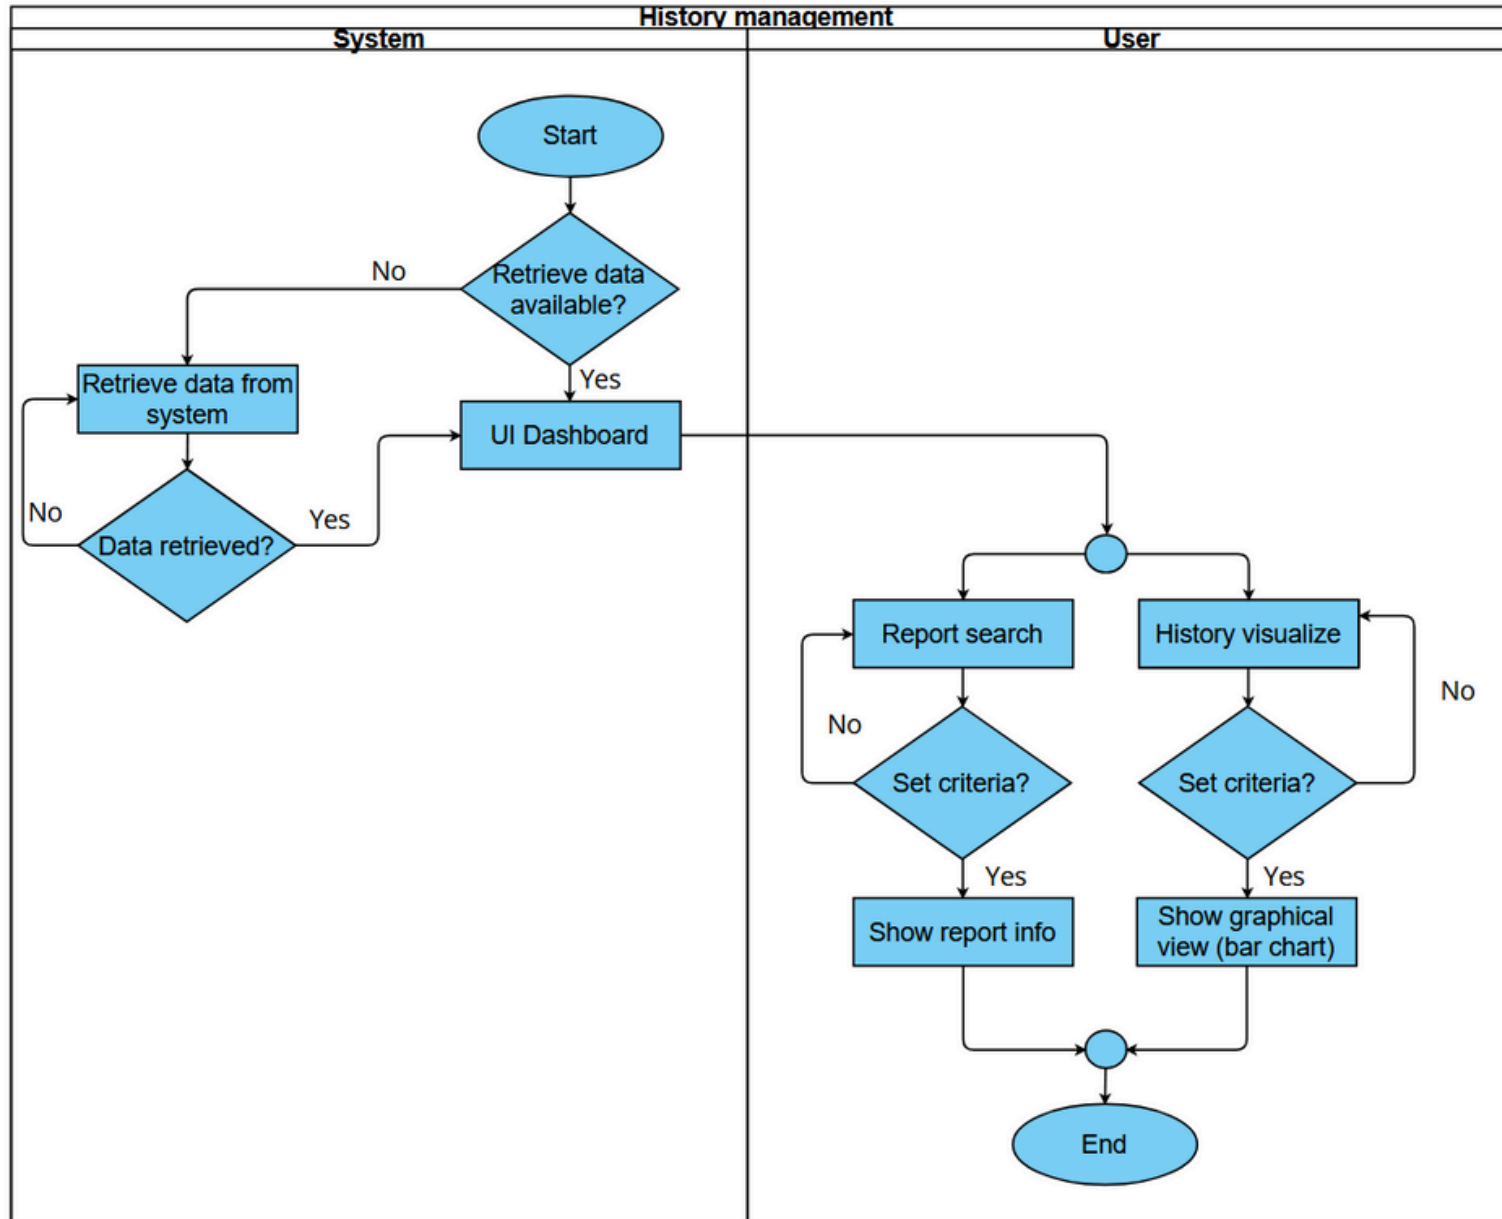 History management
System
User
Start
Retrieve data
available?
No
Yes
Retrieve data from
system
UI Dashboard
No
Data retrieved?
Yes
Report search
History visualize
No
No
Set criteria?
Set criteria?
Yes
Yes
Show report info
Show graphical
view (bar chart)
End